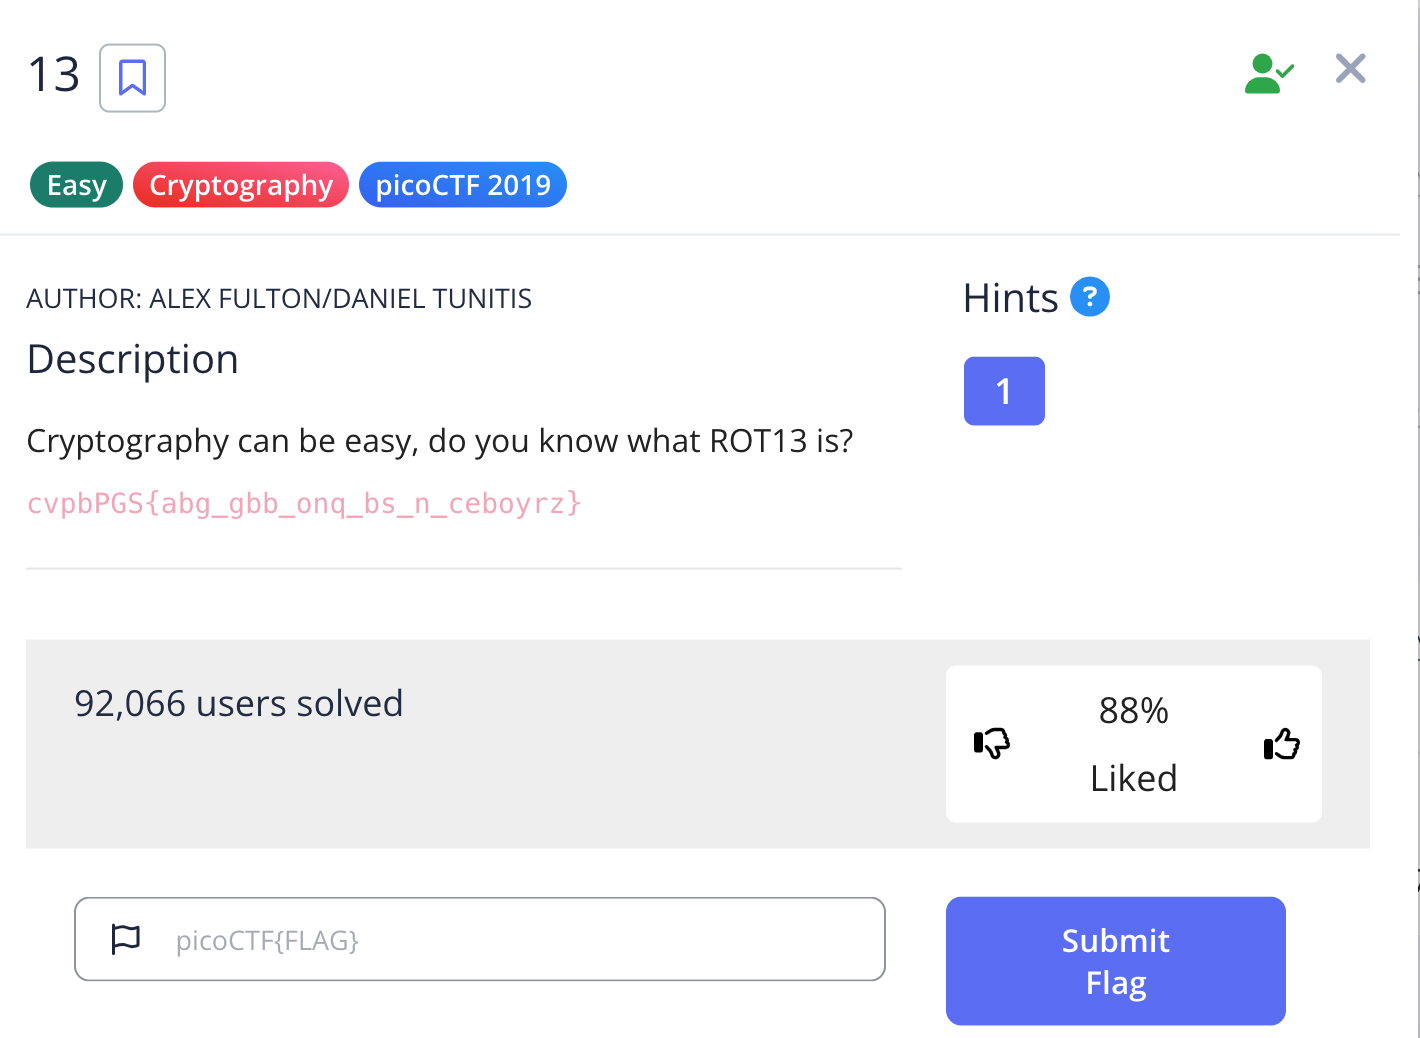 13
Easy Cryptography picoCTF 2019
AUTHOR: ALEX FULTON/DANIEL TUNITIS
Hints ?
Description
1
Cryptography can be easy, do you know what ROT13 is?
cvpbPGS{abg_gbb_onq_bs_n_ceboyrz}
92,066 users solved
88%
Liked
picoCTF{FLAG}
Submit
Flag